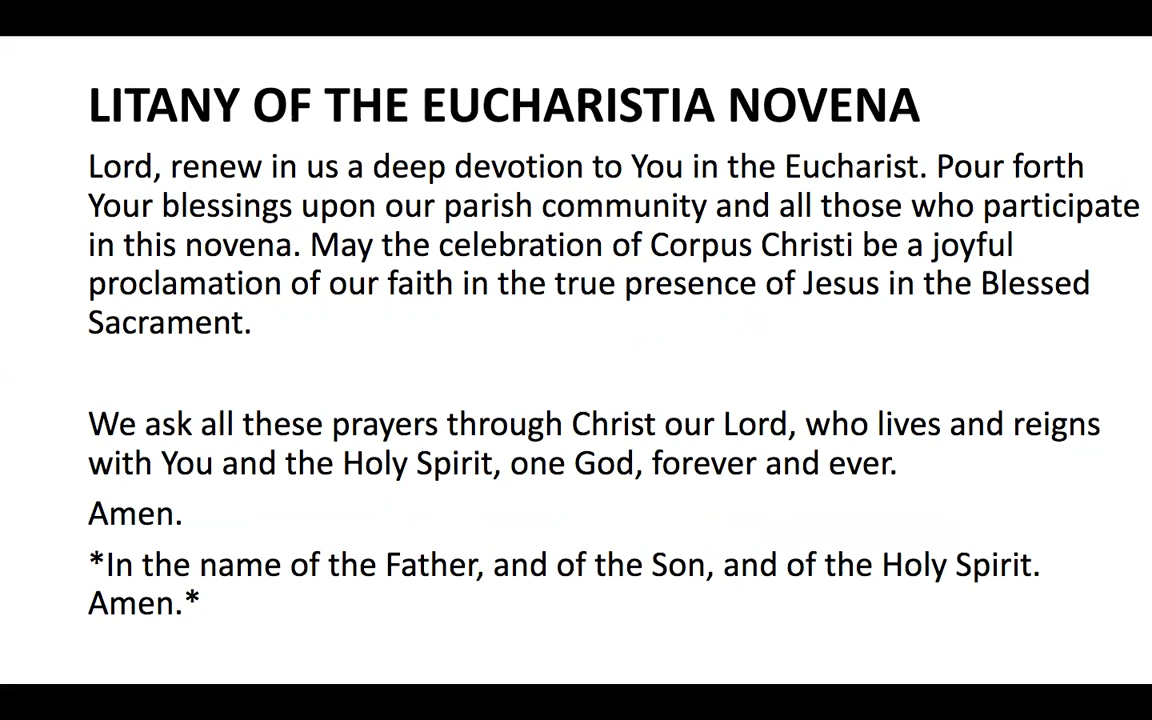 LITANY OF THE EUCHARISTIA NOVENA
Lord, renew in us a deep devotion to You in the Eucharist. Pour forth
Your blessings upon our parish community and all those who participate
in this novena. May the celebration of Corpus Christi be a joyful
proclamation of our faith in the true presence of Jesus in the Blessed
Sacrament.
We ask all these prayers through Christ our Lord, who lives and reigns
with You and the Holy Spirit, one God, forever and ever.
Amen.
*In the name of the Father, and of the Son, and of the Holy Spirit.
Amen.*